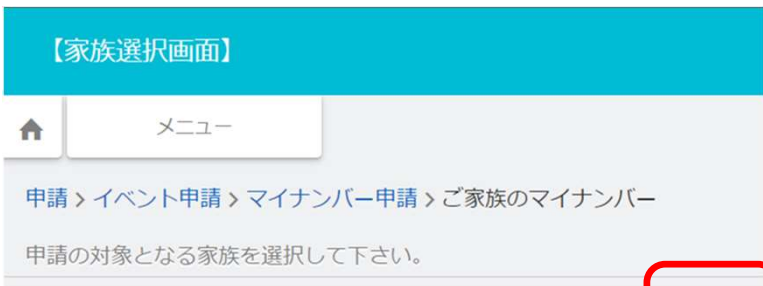 【家族選択画面】
メニュー
申請 > イベント申請 > マイナンバー申請 > ご家族のマイナンバー
申請の対象となる家族を選択して下さい。